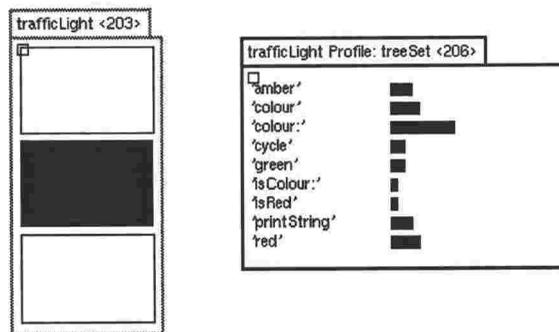 trafficLight <203>
trafficLight Profile: treeSet <206>
'amber'
'colour'
'colour:'
'cycle'
'green'
'isColour:'
'isRed'
'printString'
'red'